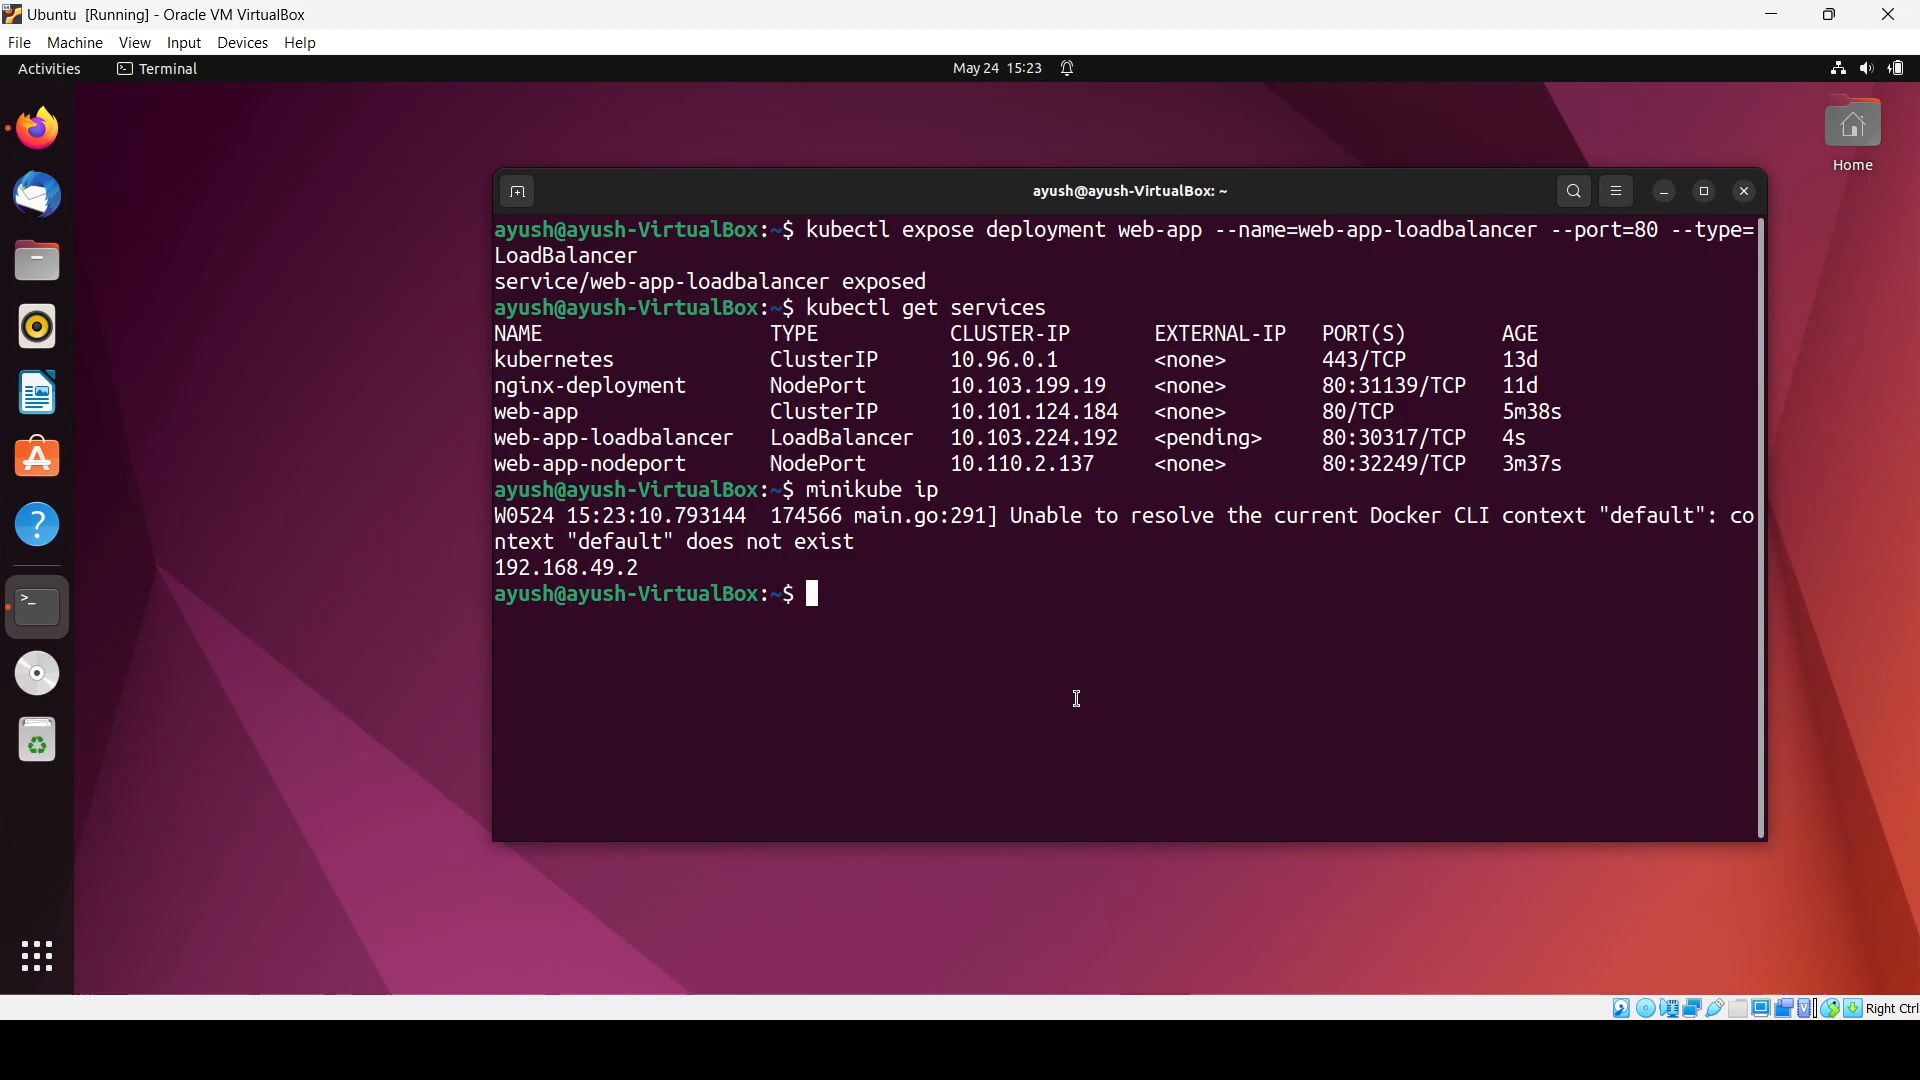 Ubuntu [Running] - Oracle VM VirtualBox
File Machine View Input Devices Help
Activities Terminal May 24 15:23
Home
ayush@ayush-VirtualBox: ~
ayush@ayush-VirtualBox:~$ kubectl expose deployment web-app --name=web-app-loadbalancer --port=80 --type=
LoadBalancer
service/web-app-loadbalancer exposed
ayush@ayush-VirtualBox:~$ kubectl get services
NAME TYPE CLUSTER-IP EXTERNAL-IP PORT(S) AGE
kubernetes ClusterIP 10.96.0.1 <none> 443/TCP 13d
nginx-deployment NodePort 10.103.199.19 <none> 80:31139/TCP 11d
web-app ClusterIP 10.101.124.184 <none> 80/TCP 5m38s
web-app-loadbalancer LoadBalancer 10.103.224.192 <pending> 80:30317/TCP 4s
web-app-nodeport NodePort 10.110.2.137 <none> 80:32249/TCP 3m37s
ayush@ayush-VirtualBox:~$ minikube ip
W0524 15:23:10.793144 174566 main.go:291] Unable to resolve the current Docker CLI context "default": co
ntext "default" does not exist
192.168.49.2
ayush@ayush-VirtualBox:~$
Right Ctrl